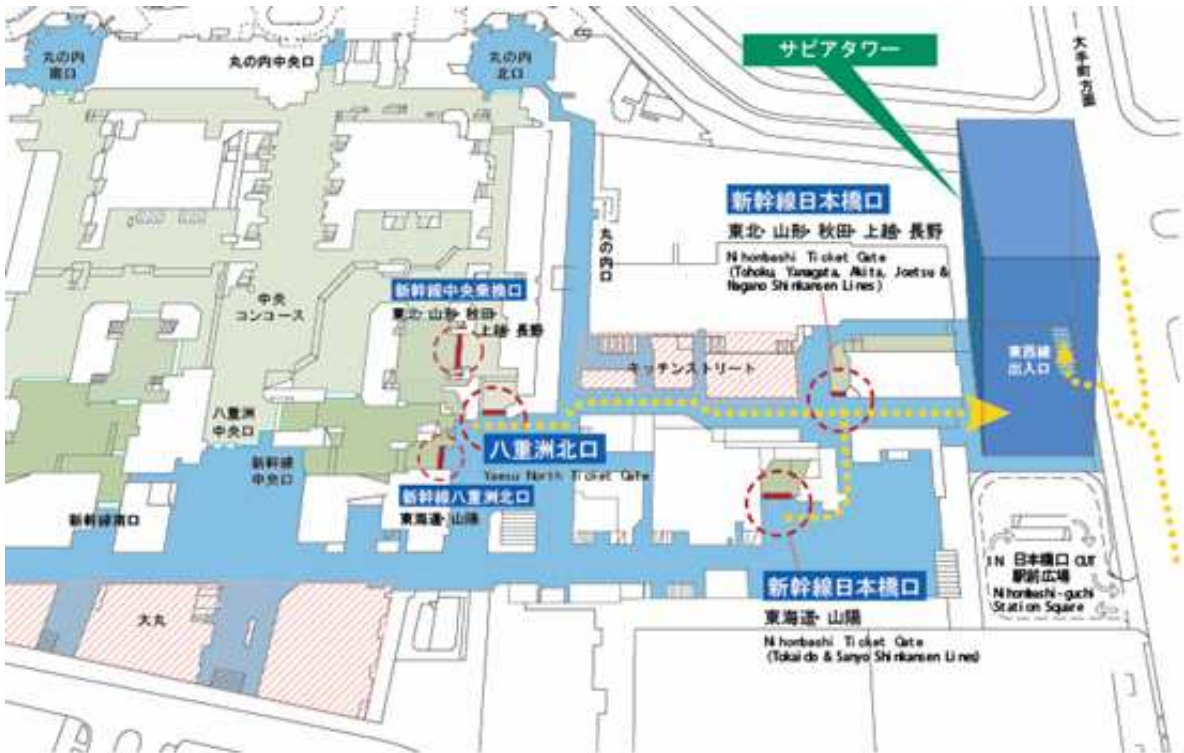 丸の内
南口
丸の内中央口
丸の内
北口
サピアタワー
大手町方面
新幹線日本橋口
東北・山形・秋田・上越・長野
Nihonbashi Ticket Gate
(Tohoku, Yamagata, Akita, Joetsu &
Nagano Shinkansen Lines)
丸の内口
中央
コンコース
新幹線中央乗換口
東北・山形・秋田・
上越・長野
キッチンストリート
東西線
出入口
八重洲
中央口
新幹線
中央口
八重洲北口
Yaesu North Ticket Gate
新幹線八重洲北口
東海道・山陽
新幹線南口
IN 日本橋口 OUT
駅前広場
Nihonbashi-guchi
Station Square
大丸
新幹線日本橋口
東海道・山陽
Nihonbashi Ticket Gate
(Tokaido & Sanyo Shinkansen Lines)